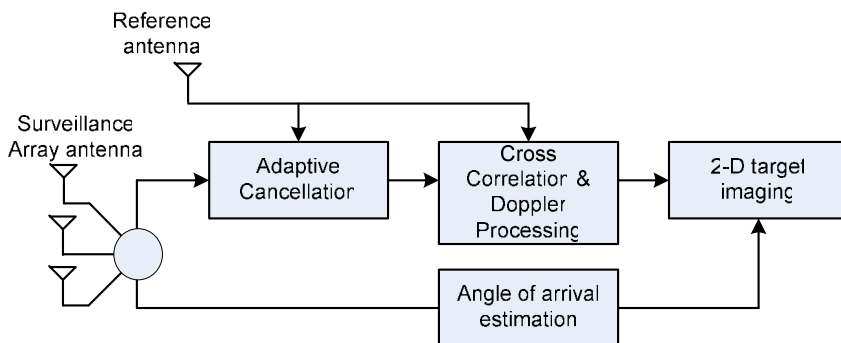 Reference
antenna
Surveillance
Array antenna
Adaptive
Cancellation
Cross
Correlation &
Doppler
Processing
2-D target
imaging
Angle of arrival
estimation